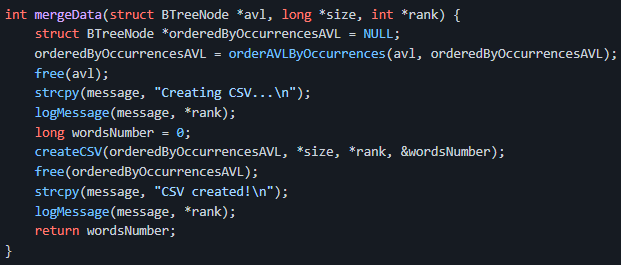 int mergeData(struct BTreeNode *avl, long *size, int *rank) {
    struct BTreeNode *orderedByOccurrencesAVL = NULL;
    orderedByOccurrencesAVL = orderAVLByOccurrences(avl, orderedByOccurrencesAVL);
    free(avl);
    strcpy(message, "Creating CSV...\n");
    logMessage(message, *rank);
    long wordsNumber = 0;
    createCSV(orderedByOccurrencesAVL, *size, *rank, &wordsNumber);
    free(orderedByOccurrencesAVL);
    strcpy(message, "CSV created!\n");
    logMessage(message, *rank);
    return wordsNumber;
}